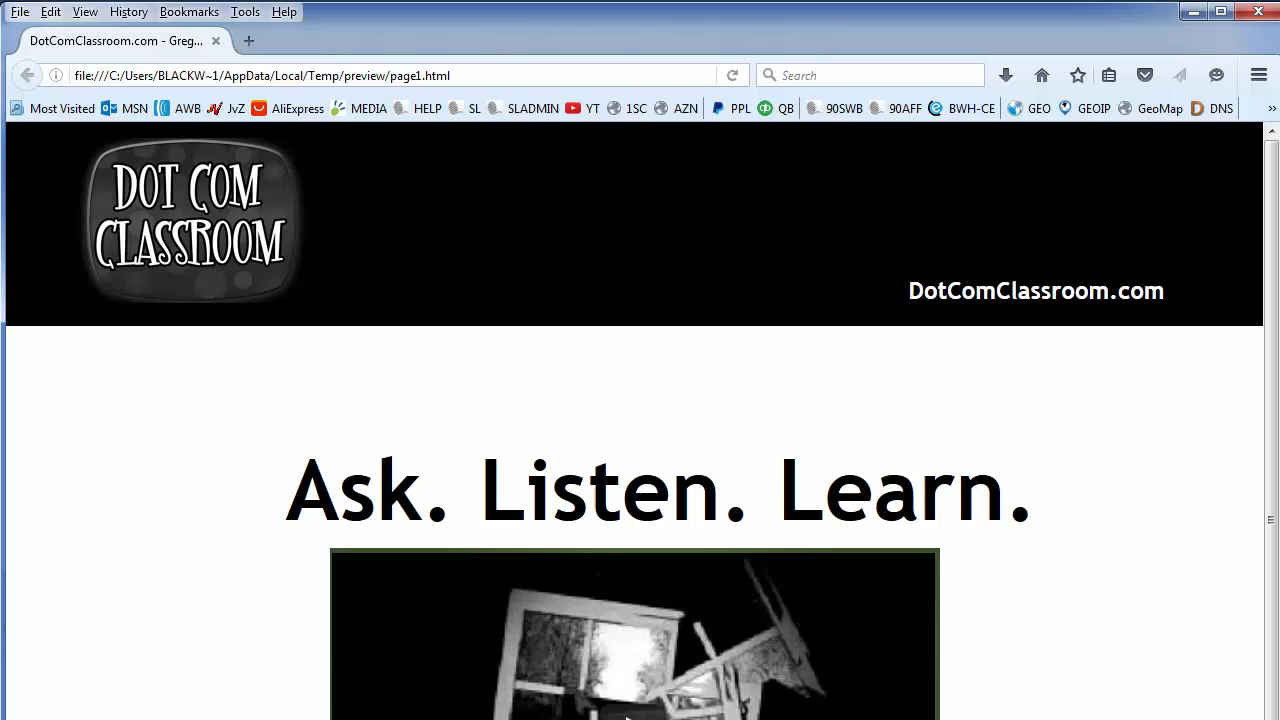 File Edit View History Bookmarks Tools Help
DotComClassroom.com - Greg...
file:///C:/Users/BLACKW~1/AppData/Local/Temp/preview/page1.html
Search
Most Visited MSN AWB JvZ AliExpress MEDIA HELP SL SLADMIN YT 1SC AZN PPL QB 90SWB 90AFF BWH-CE GEO GEOIP GeoMap DNS »
DOT COM
CLASSROOM
DotComClassroom.com
Ask. Listen. Learn.